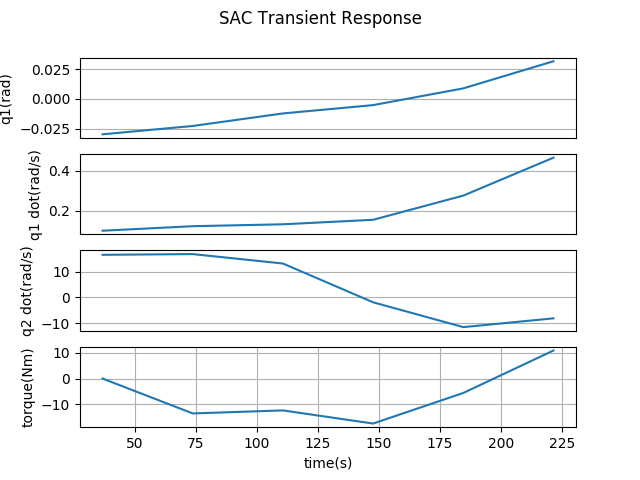 SAC Transient Response
q1(rad)
0.025
0.000
−0.025
q1 dot(rad/s)
0.4
0.2
q2 dot(rad/s)
10
0
−10
torque(Nm)
10
0
−10
50 75 100 125 150 175 200 225
time(s)